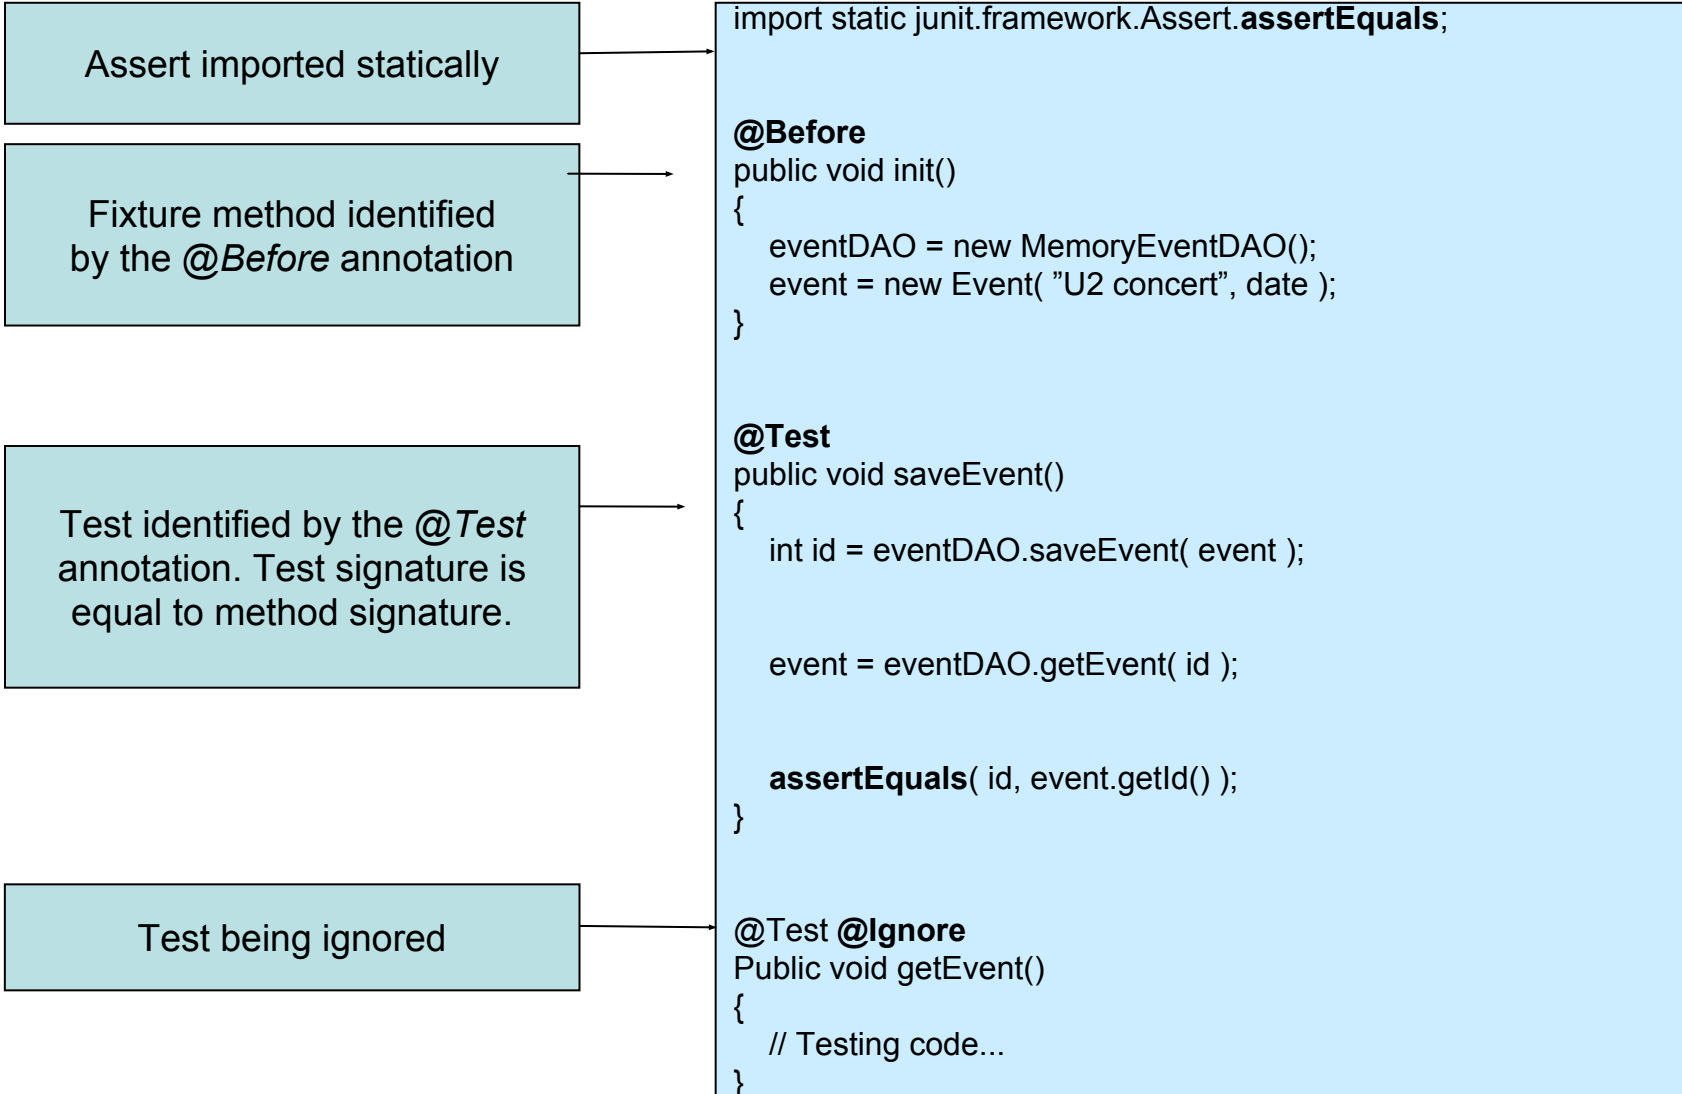 Assert imported statically
Fixture method identified
by the @Before annotation
Test identified by the @Test
annotation. Test signature is
equal to method signature.
Test being ignored
import static junit.framework.Assert.assertEquals;
@Before
public void init()
{
eventDAO = new MemoryEventDAO();
event = new Event( ”U2 concert”, date );
}
@Test
public void saveEvent()
{
int id = eventDAO.saveEvent( event );
event = eventDAO.getEvent( id );
assertEquals( id, event.getId() );
}
@Test @Ignore
Public void getEvent()
{
// Testing code...
}